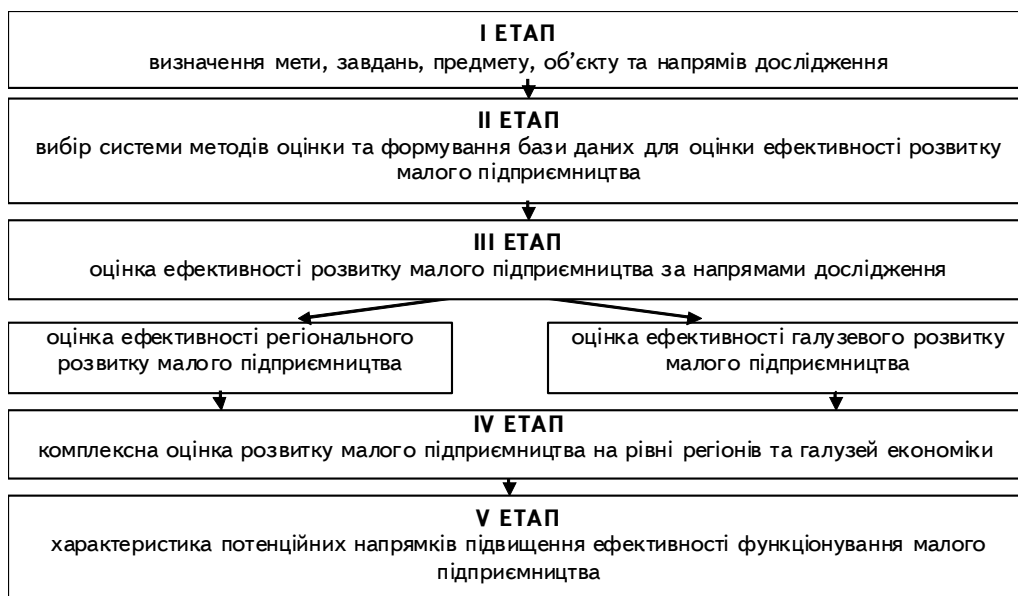 І ЕТАП
визначення мети, завдань, предмету, об’єкту та напрямів дослідження
ІІ ЕТАП
вибір системи методів оцінки та формування бази даних для оцінки ефективності розвитку
малого підприємництва
ІІІ ЕТАП
оцінка ефективності розвитку малого підприємництва за напрямами дослідження
оцінка ефективності регіонального
розвитку малого підприємництва
оцінка ефективності галузевого розвитку
малого підприємництва
IV ЕТАП
комплексна оцінка розвитку малого підприємництва на рівні регіонів та галузей економіки
V ЕТАП
характеристика потенційних напрямків підвищення ефективності функціонування малого
підприємництва